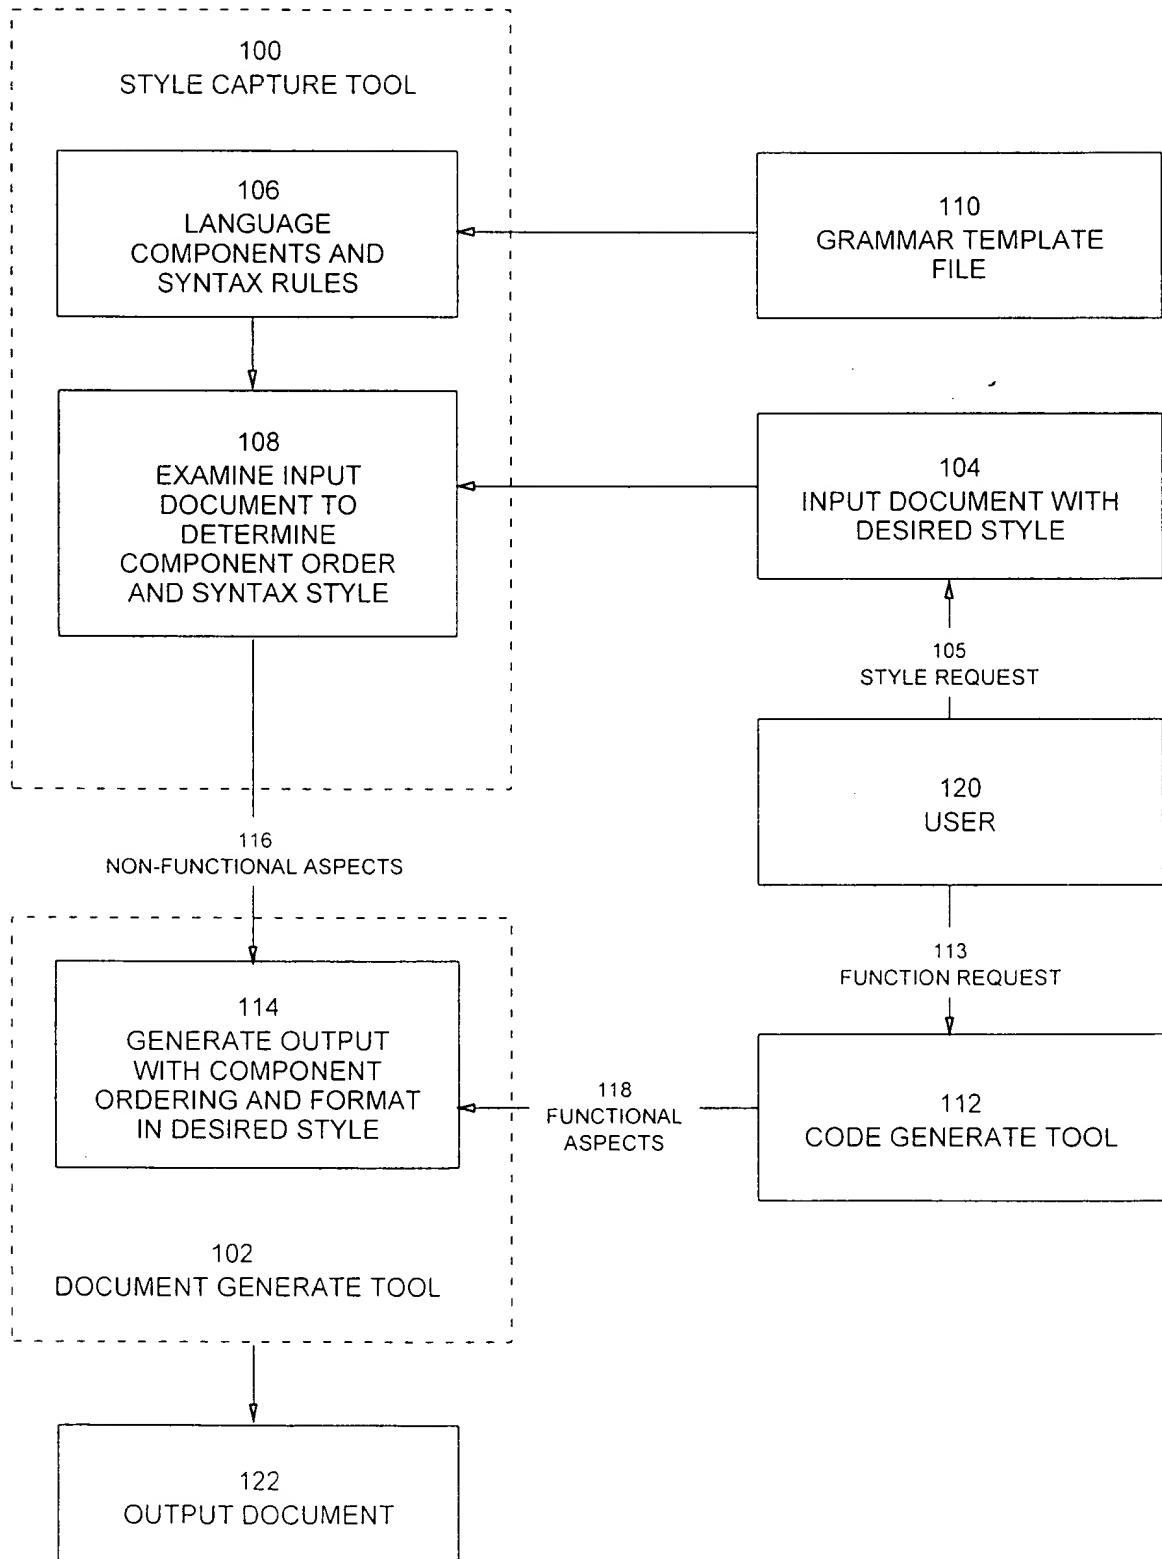 100
STYLE CAPTURE TOOL
106
LANGUAGE
COMPONENTS AND
SYNTAX RULES
110
GRAMMAR TEMPLATE
FILE
108
EXAMINE INPUT
DOCUMENT TO
DETERMINE
COMPONENT ORDER
AND SYNTAX STYLE
104
INPUT DOCUMENT WITH
DESIRED STYLE
105
STYLE REQUEST
120
USER
116
NON-FUNCTIONAL ASPECTS
113
FUNCTION REQUEST
114
GENERATE OUTPUT
WITH COMPONENT
ORDERING AND FORMAT
IN DESIRED STYLE
118
FUNCTIONAL
ASPECTS
112
CODE GENERATE TOOL
102
DOCUMENT GENERATE TOOL
122
OUTPUT DOCUMENT